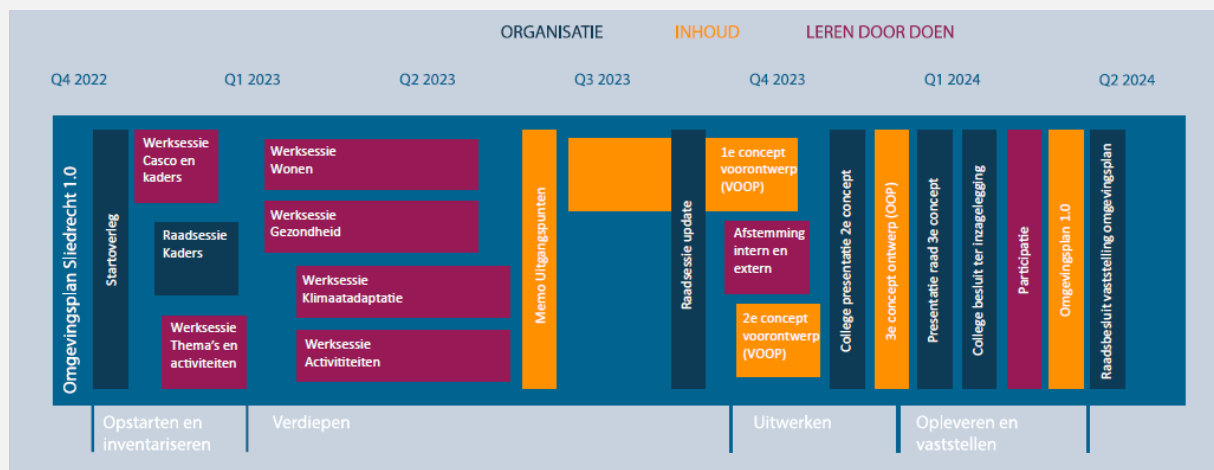 ORGANISATIE
INHOUD
LEREN DOOR DOEN
Q4 2022
Q1 2023
Q2 2023
Q3 2023
Q4 2023
Q1 2024
Q2 2024
Omgevingsplan Sliedrecht 1.0
Startoverleg
Werksessie
Casco en
kaders
Raadsessie
Kaders
Werksessie
Thema's en
activiteiten
Werksessie
Wonen
Werksessie
Gezondheid
Werksessie
Klimaatadaptatie
Werksessie
Activititeiten
Memo Uitgangspunten
Raadsessie update
1e concept
voorontwerp
(VOOP)
Afstemming
intern en
extern
2e concept
voorontwerp
(VOOP)
College presentatie 2e concept
3e concept ontwerp (OOP)
Presentatie raad 3e concept
College besluit ter inzagelegging
Participatie
Omgevingsplan 1.0
Raadsbesluit vaststelling omgevingsplan
Opstarten en
inventariseren
Verdiepen
Uitwerken
Opleveren en
vaststellen